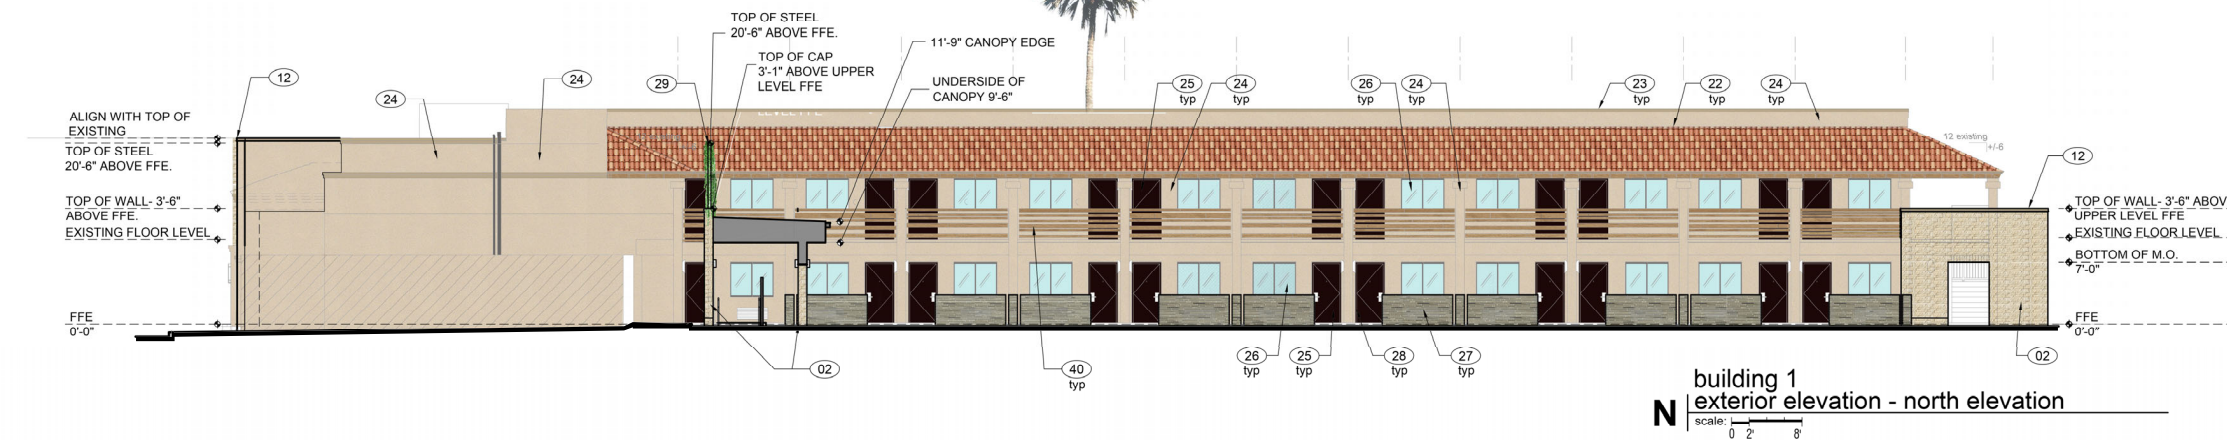 TOP OF STEEL
20'-6" ABOVE FFE.
TOP OF CAP
3'-1" ABOVE UPPER
LEVEL FFE
11'-9" CANOPY EDGE
UNDERSIDE OF
CANOPY 9'-6"
12
24
24
29
25
typ
24
typ
26
typ
24
typ
23
typ
22
typ
24
typ
ALIGN WITH TOP OF
EXISTING
TOP OF STEEL
20'-6" ABOVE FFE.
TOP OF WALL- 3'-6"
ABOVE FFE.
EXISTING FLOOR LEVEL
FFE
0'-0"
12 existing
+/-6
12
TOP OF WALL- 3'-6" ABOV
UPPER LEVEL FFE
EXISTING FLOOR LEVEL
BOTTOM OF M.O.
7'-0"
FFE
0'-0"
02
40
typ
26
typ
25
typ
28
typ
27
typ
02
building 1
N
exterior elevation - north elevation
scale:
0 2' 8'